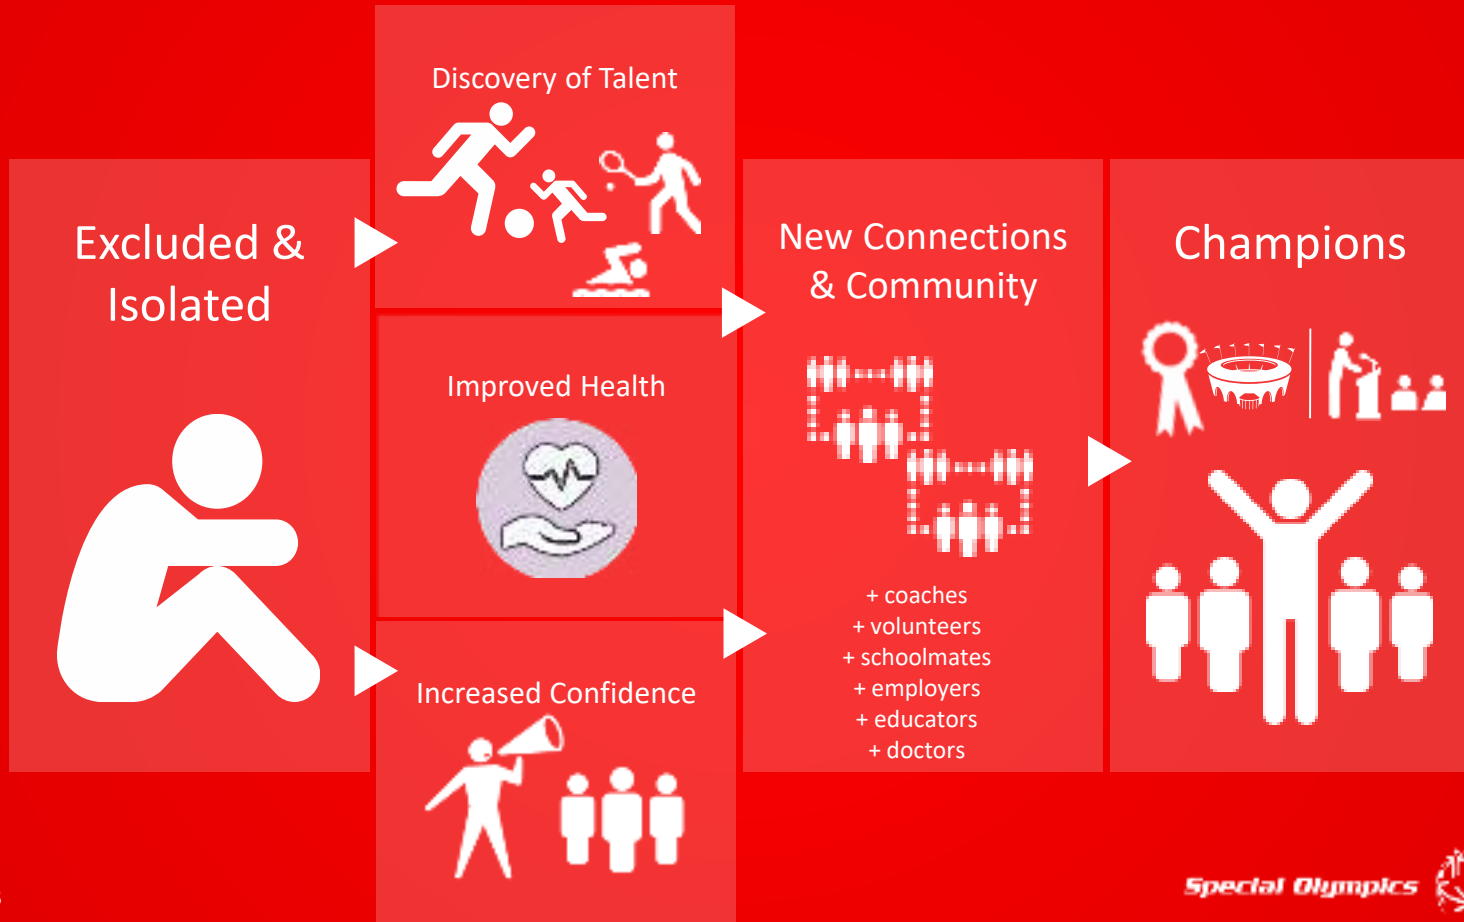 Discovery of Talent
Excluded &
Isolated
Improved Health
Increased Confidence
New Connections
& Community
+ coaches
+ volunteers
+ schoolmates
+ employers
+ educators
+ doctors
Champions
Special Olympics